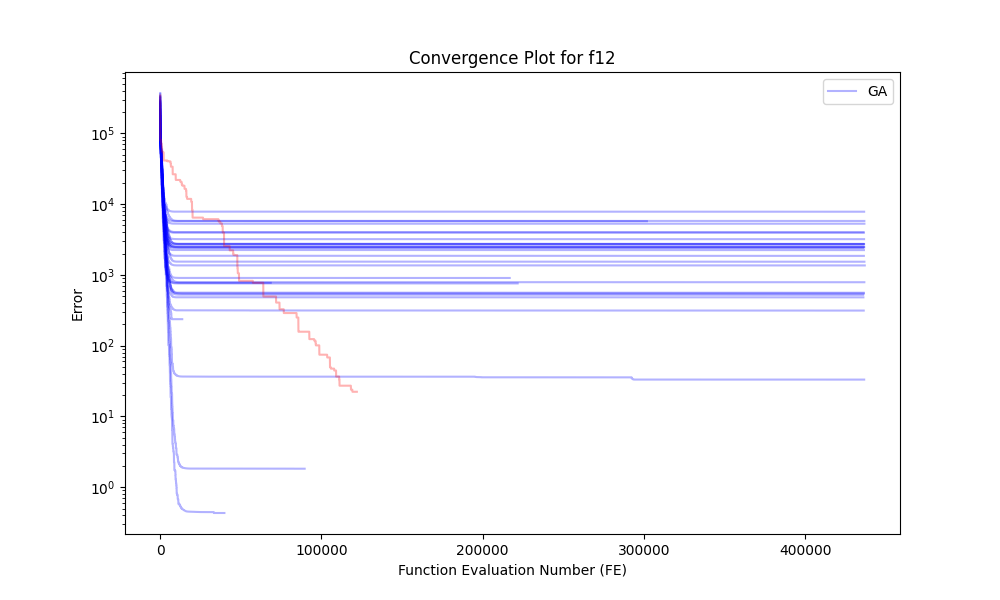 Convergence Plot for f12
GA
Error
10^5
10^4
10^3
10^2
10^1
10^0
0 100000 200000 300000 400000
Function Evaluation Number (FE)